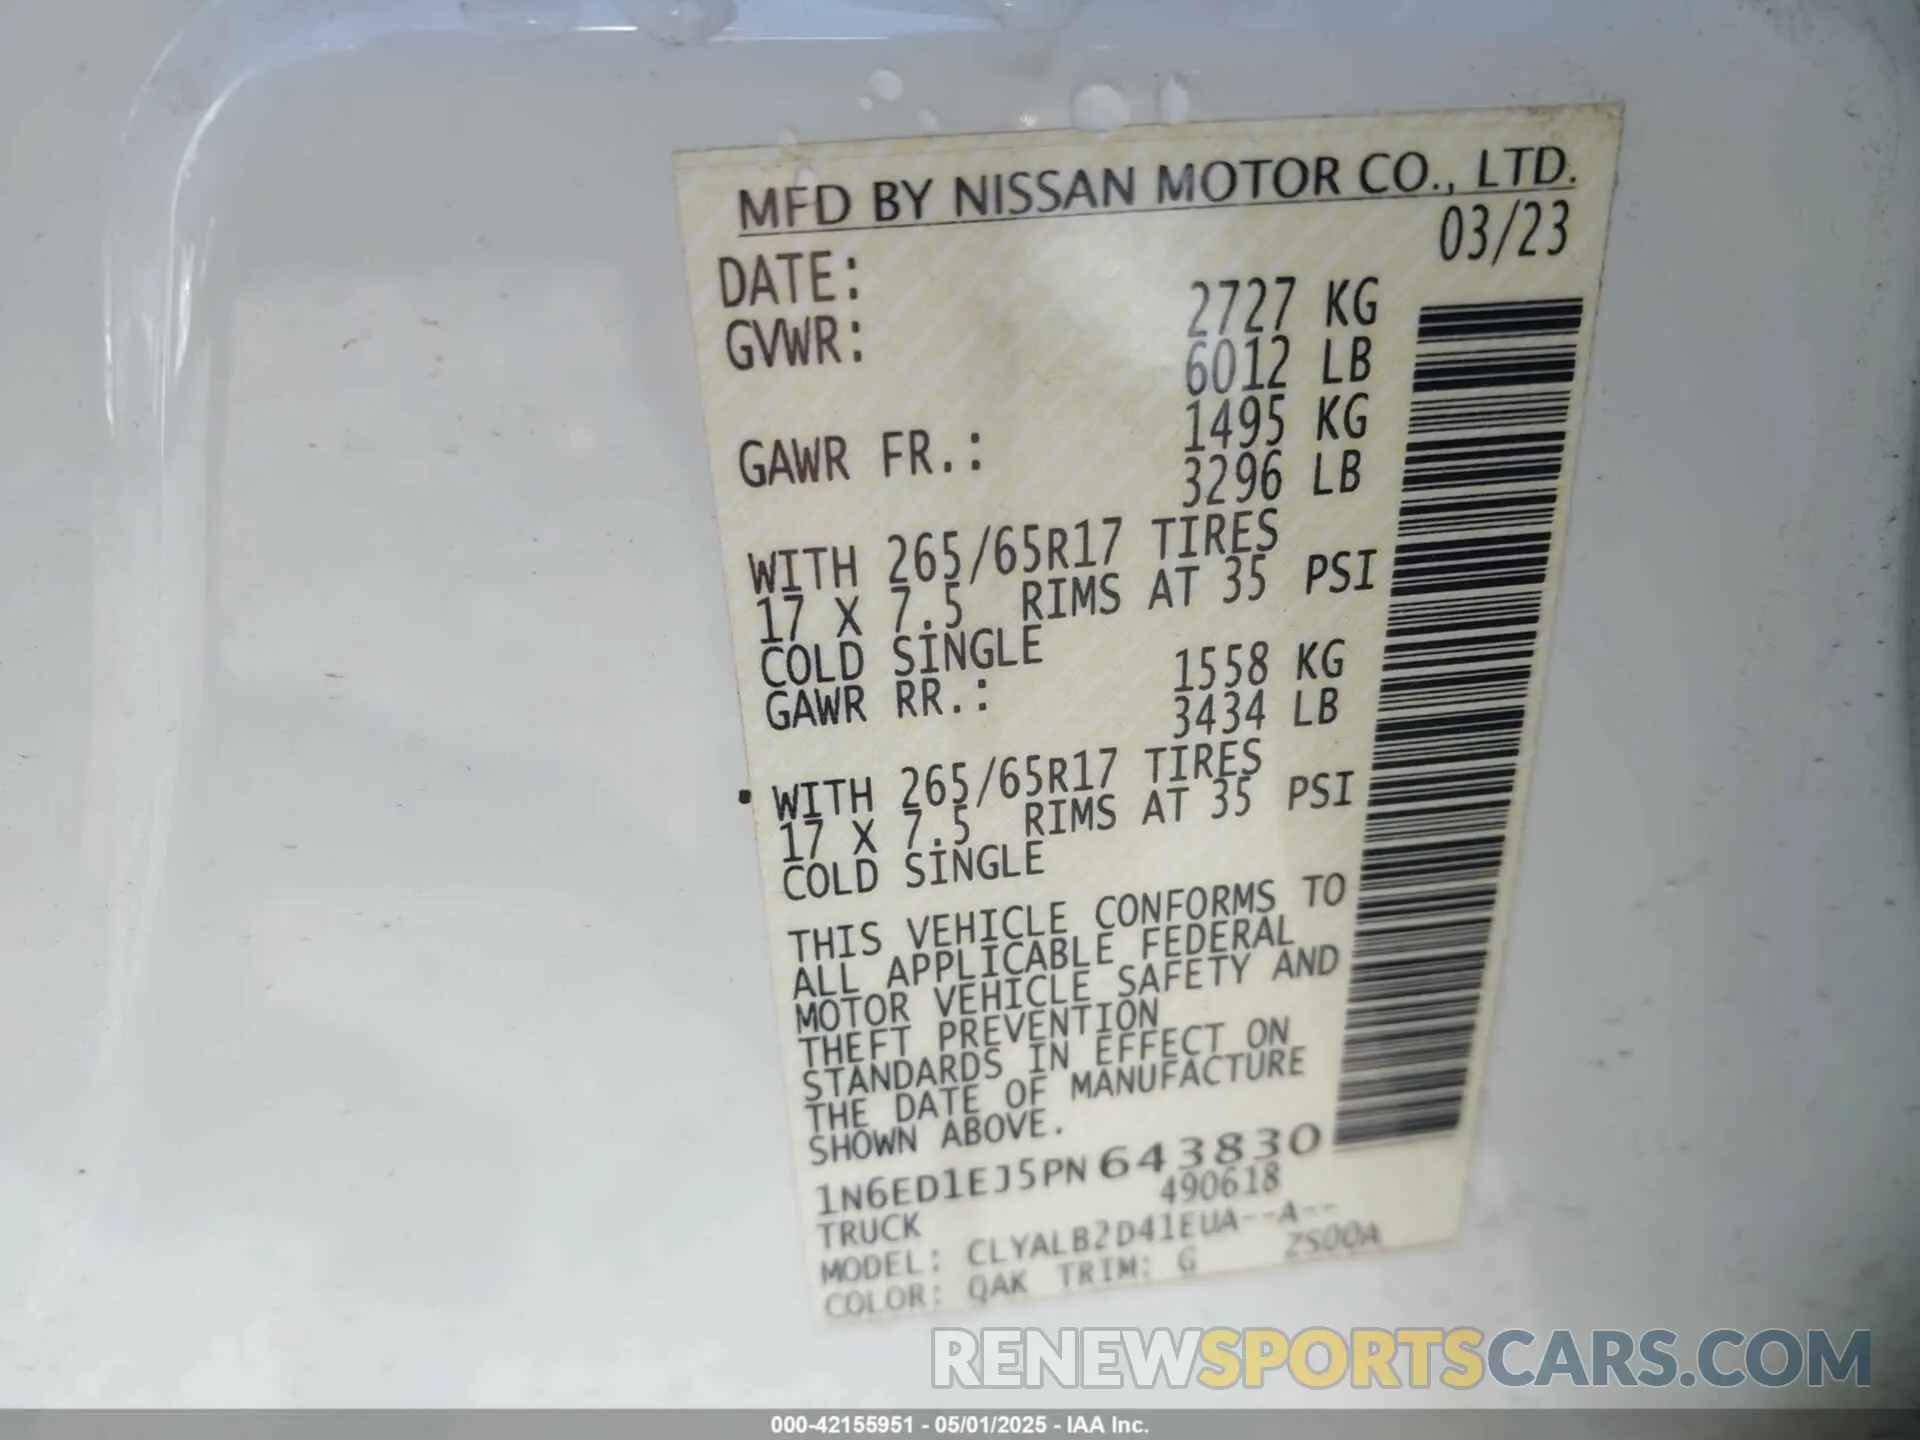 MFD BY NISSAN MOTOR CO., LTD.
DATE: 03/23
GVWR: 2727 KG
6012 LB
GAWR FR.: 1495 KG
3296 LB
WITH 265/65R17 TIRES
17 X 7.5 RIMS AT 35 PSI
COLD SINGLE
GAWR RR.: 1558 KG
3434 LB
WITH 265/65R17 TIRES
17 X 7.5 RIMS AT 35 PSI
COLD SINGLE
THIS VEHICLE CONFORMS TO
ALL APPLICABLE FEDERAL
MOTOR VEHICLE SAFETY AND
THEFT PREVENTION
STANDARDS IN EFFECT ON
THE DATE OF MANUFACTURE
SHOWN ABOVE.
1N6ED1EJ5PN643830
TRUCK 490618
MODEL: CLYALB2D41EUA--A--
COLOR: QAK TRIM: G ZS00A
RENEWSPORTSCARS.COM
000-42155951 - 05/01/2025 - IAA Inc.